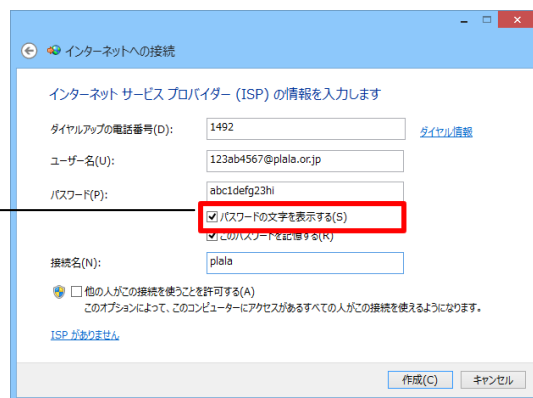 インターネットへの接続
インターネット サービス プロバイダー (ISP) の情報を入力します
ダイヤルアップの電話番号(D): 1492 ダイヤル情報
ユーザー名(U): 123ab4567@plala.or.jp
パスワード(P): abc1defg23hi
パスワードの文字を表示する(S)
このパスワードを記憶する(R)
接続名(N): plala
他の人がこの接続を使うことを許可する(A)
このオプションによって、このコンピューターにアクセスがあるすべての人がこの接続を使えるようになります。
ISP がありません
作成(C) キャンセル